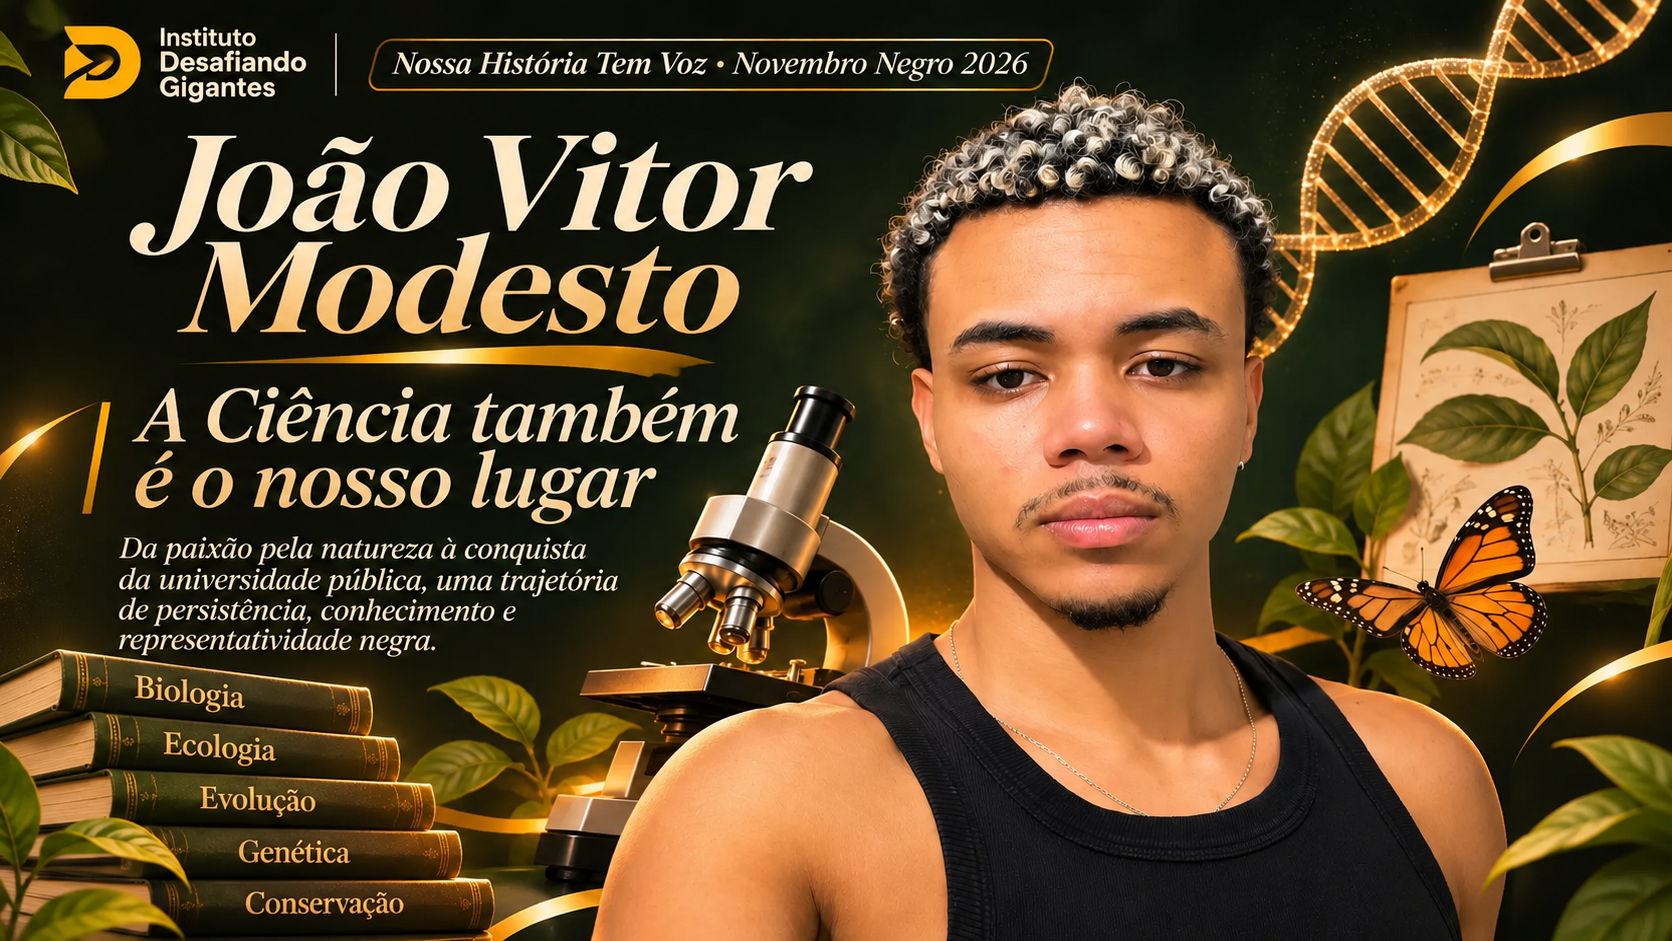 Instituto
Desafiando
Gigantes
Nossa História Tem Voz • Novembro Negro 2026
João Vitor
Modesto
A Ciência também
é o nosso lugar
Da paixão pela natureza à conquista
da universidade pública, uma trajetória
de persistência, conhecimento e
representatividade negra.
Biologia
Ecologia
Evolução
Genética
Conservação